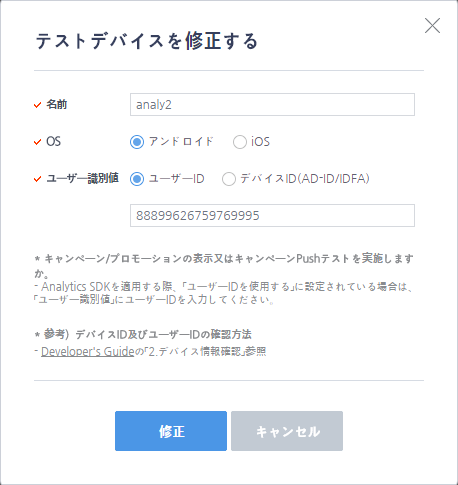 テストデバイスを修正する
名前
analy2
OS
アンドロイド
iOS
ユーザー識別値
ユーザーID
デバイスID(AD-ID/IDFA)
88899626759769995
* キャンペーン/プロモーションの表示又はキャンペーンPushテストを実施します
か。
- Analytics SDKを適用する際、「ユーザーIDを使用する」に設定されている場合は、
「ユーザー識別値」にユーザーIDを入力してください。
* 参考) デバイスID及びユーザーIDの確認方法
- Developer's Guideの「2.デバイス情報確認」参照
修正
キャンセル